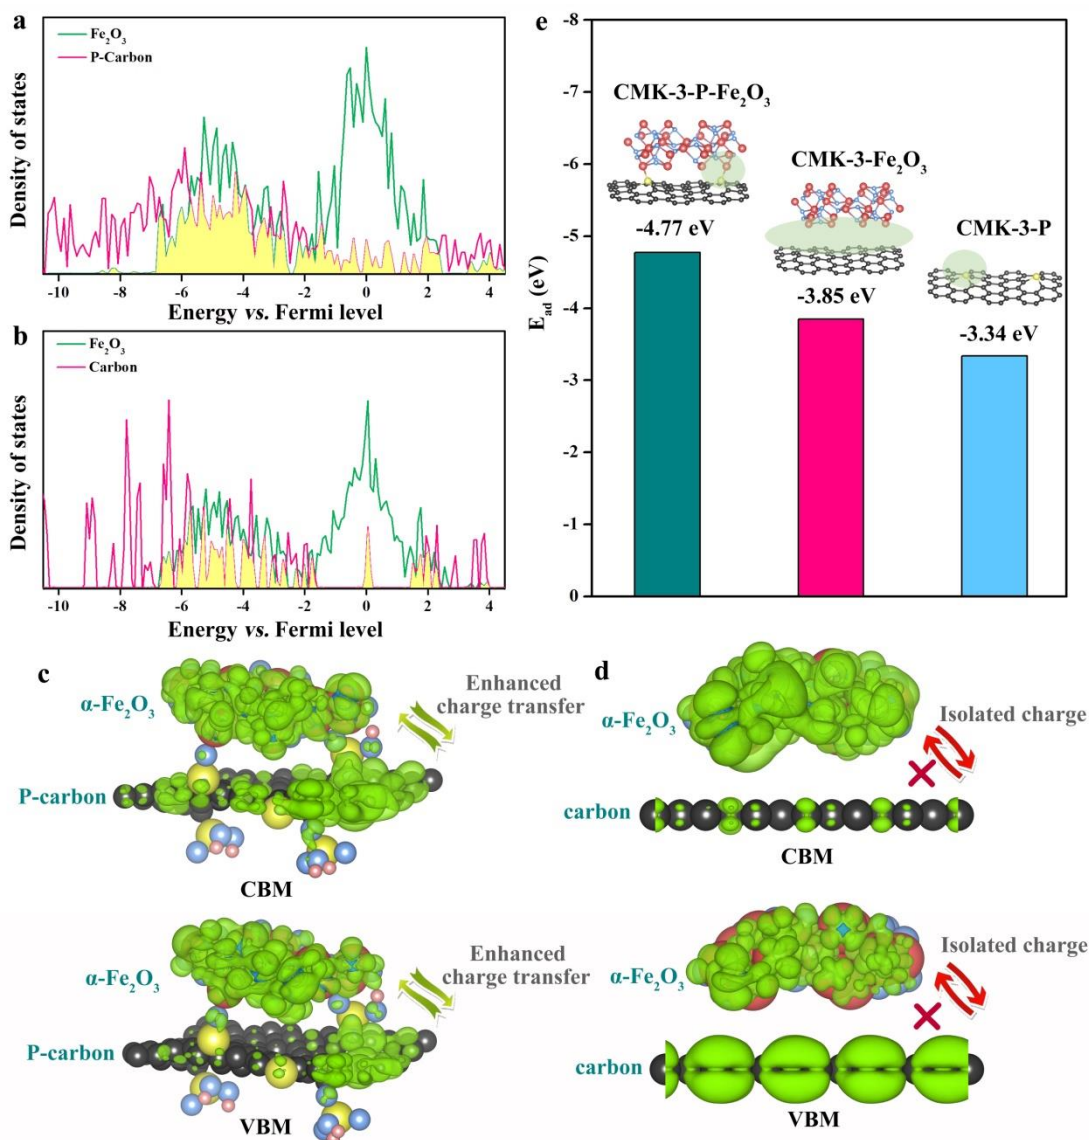 a
Fe₂O₃
P-Carbon
Density of states
-10 -8 -6 -4 -2 0 2 4
Energy vs. Fermi level
b
Fe₂O₃
Carbon
Density of states
-10 -8 -6 -4 -2 0 2 4
Energy vs. Fermi level
e
-8
-7
-6
-5
-4
-3
-2
-1
0
E_ad (eV)
CMK-3-P-Fe₂O₃
-4.77 eV
CMK-3-Fe₂O₃
-3.85 eV
CMK-3-P
-3.34 eV
c
α-Fe₂O₃
Enhanced
charge transfer
P-carbon
CBM
α-Fe₂O₃
Enhanced
charge transfer
P-carbon
VBM
d
α-Fe₂O₃
Isolated charge
carbon
CBM
α-Fe₂O₃
Isolated charge
carbon
VBM